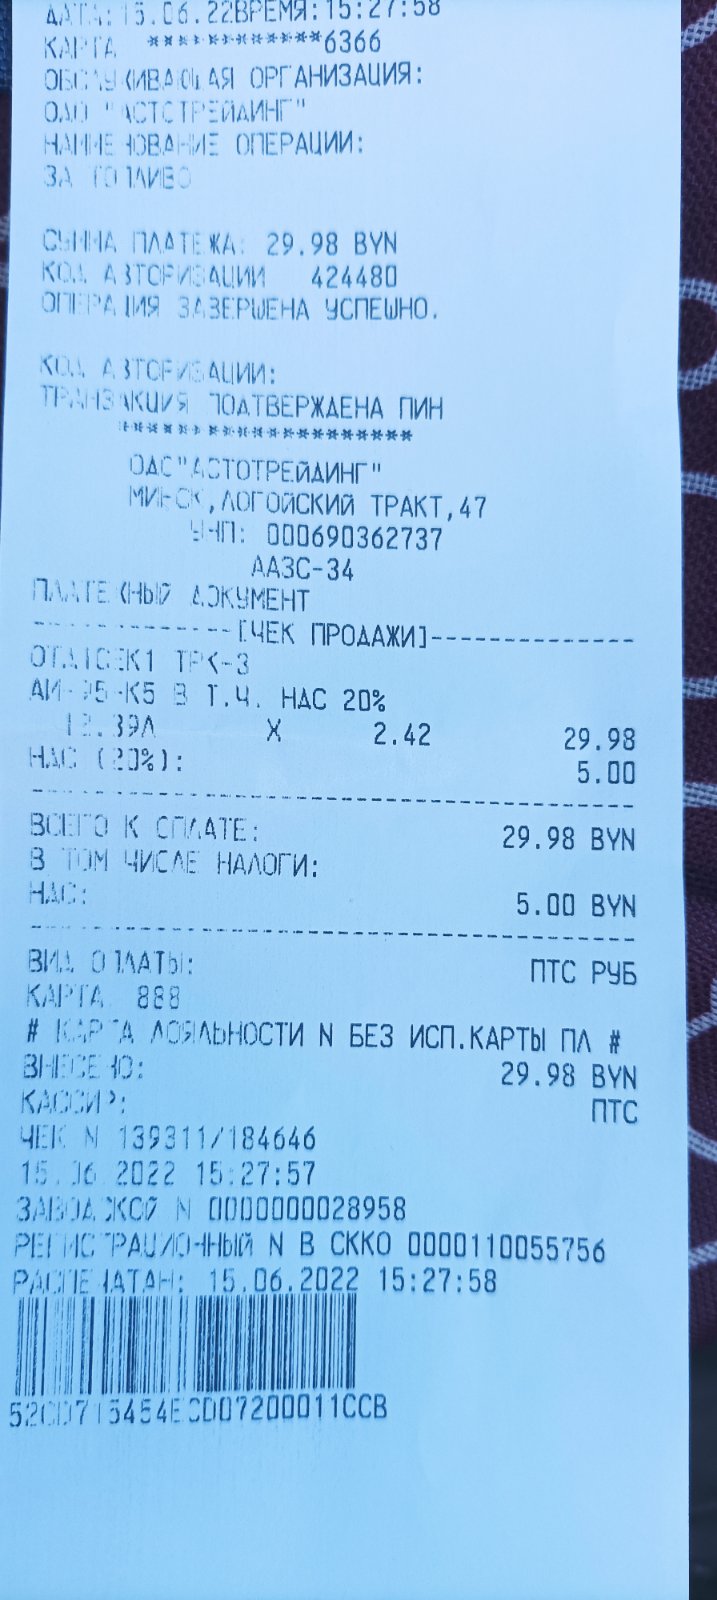 ДАТА:15.06.22ВРЕМЯ:15:27:58
КАРТА ************6366
ОБСЛУЖИВАЮЩАЯ ОРГАНИЗАЦИЯ:
ОАО "АСТОТРЕЙДИНГ"
НАИМЕНОВАНИЕ ОПЕРАЦИИ:
ЗА ТОПЛИВО
СУММА ПЛАТЕЖА: 29.98 BYN
КОД АВТОРИЗАЦИИ 424480
ОПЕРАЦИЯ ЗАВЕРШЕНА УСПЕШНО.
КОД АВТОРИЗАЦИИ:
ТРАНЗАКЦИЯ ПОДТВЕРЖДЕНА ПИН
********************
ОАО"АСТОТРЕЙДИНГ"
МИНСК,ЛОГОЙСКИЙ ТРАКТ,47
УНП: 000690362737
ААЗС-34
ПЛАТЕЖНЫЙ ДОКУМЕНТ
--------------[ЧЕК ПРОДАЖИ]--------------
ОТД1СЕК1 ТРК-3
АИ-95-К5 В Т.Ч. НДС 20%
12.39Л X 2.42 29.98
НДС (20%): 5.00
ВСЕГО К ОПЛАТЕ: 29.98 BYN
В ТОМ ЧИСЛЕ НАЛОГИ:
НДС: 5.00 BYN
ВИД ОПЛАТЫ: ПТС РУБ
КАРТА 888
# КАРТА ЛОЯЛЬНОСТИ N БЕЗ ИСП.КАРТЫ ПЛ #
ВНЕСЕНО: 29.98 BYN
КАССИР: ПТС
ЧЕК N 139311/184646
15.06.2022 15:27:57
ЗАВОДСКОЙ N 0000000028958
РЕГИСТРАЦИОННЫЙ N В СККО 0000110055756
РАСПЕЧАТАН: 15.06.2022 15:27:58
52CD715454ECD07200011CCB